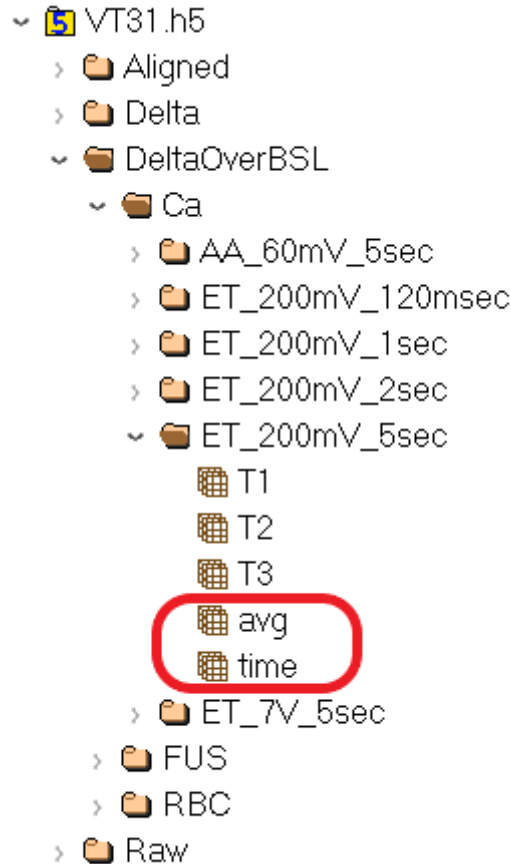 VT31.h5
Aligned
Delta
DeltaOverBSL
Ca
AA_60mV_5sec
ET_200mV_120msec
ET_200mV_1sec
ET_200mV_2sec
ET_200mV_5sec
T1
T2
T3
avg
time
ET_7V_5sec
FUS
RBC
Raw